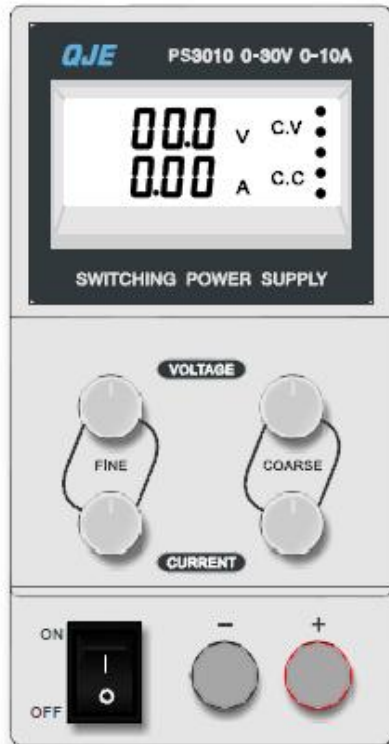 QJE PS3010 0-30V 0-10A
00.0 V C.V
0.00 A C.C
SWITCHING POWER SUPPLY
VOLTAGE
FINE COARSE
CURRENT
ON - +
OFF